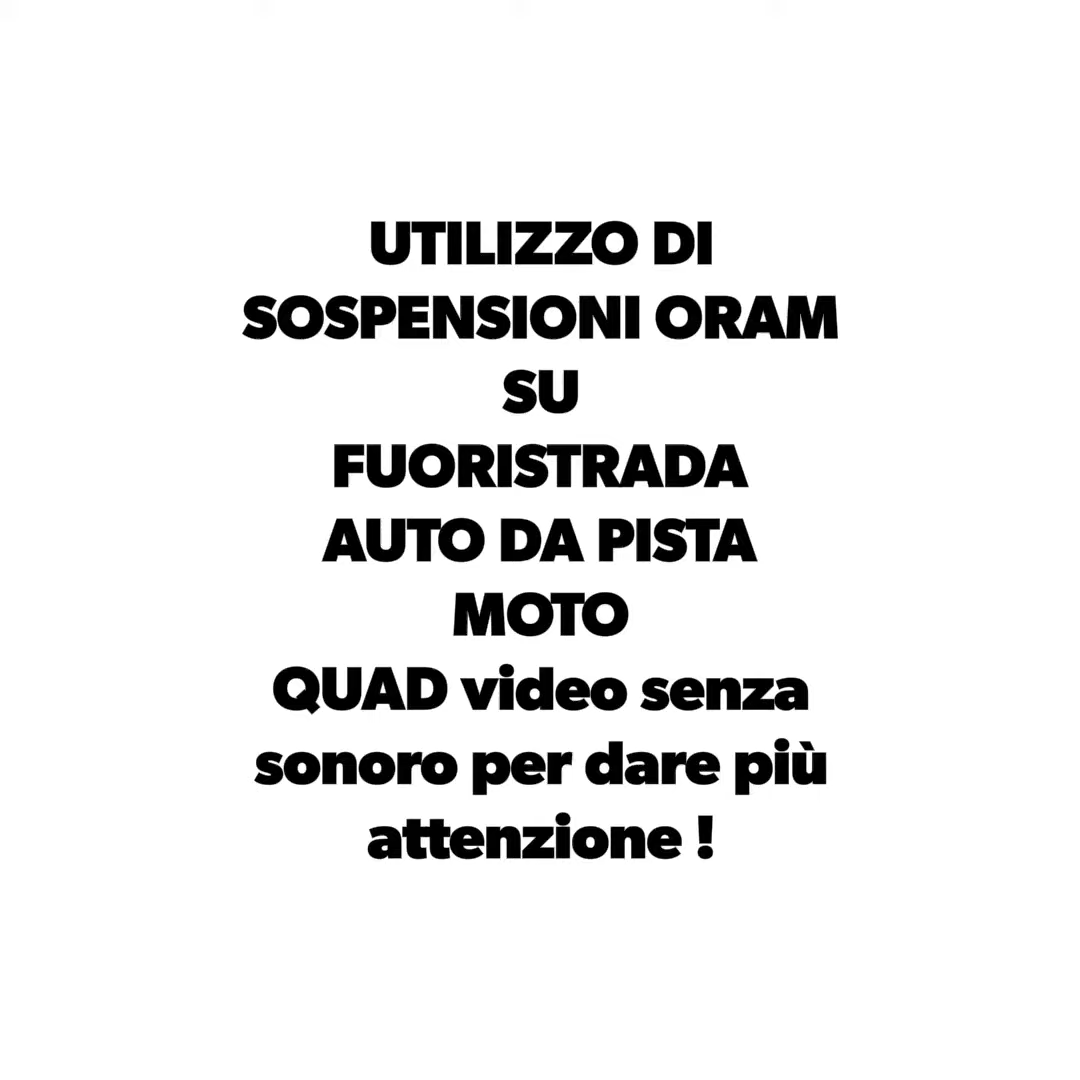 UTILIZZO DI
SOSPENSIONI ORAM
SU
FUORISTRADA
AUTO DA PISTA
MOTO
QUAD video senza
sonoro per dare più
attenzione !